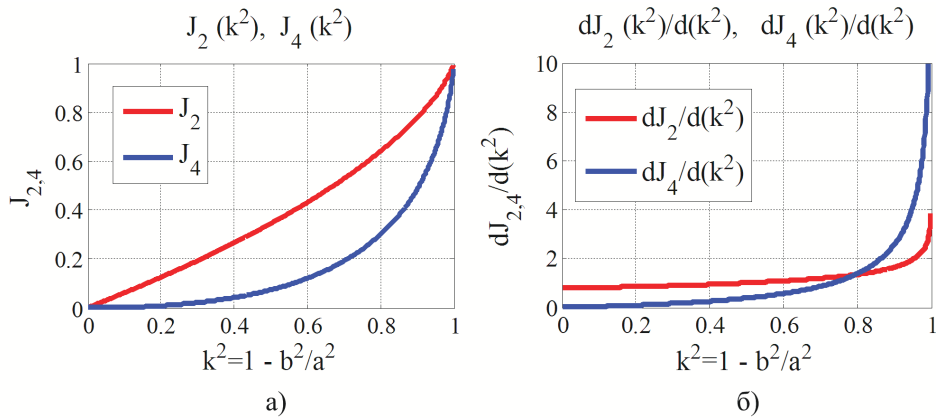 J₂ (k²), J₄ (k²)
J₂,₄
1
0.8
0.6
0.4
0.2
0
J₂
J₄
0 0.2 0.4 0.6 0.8 1
k²=1 - b²/a²
а)
dJ₂ (k²)/d(k²), dJ₄ (k²)/d(k²)
dJ₂,₄/d(k²)
10
8
6
4
2
0
dJ₂/d(k²)
dJ₄/d(k²)
0 0.2 0.4 0.6 0.8 1
k²=1 - b²/a²
б)